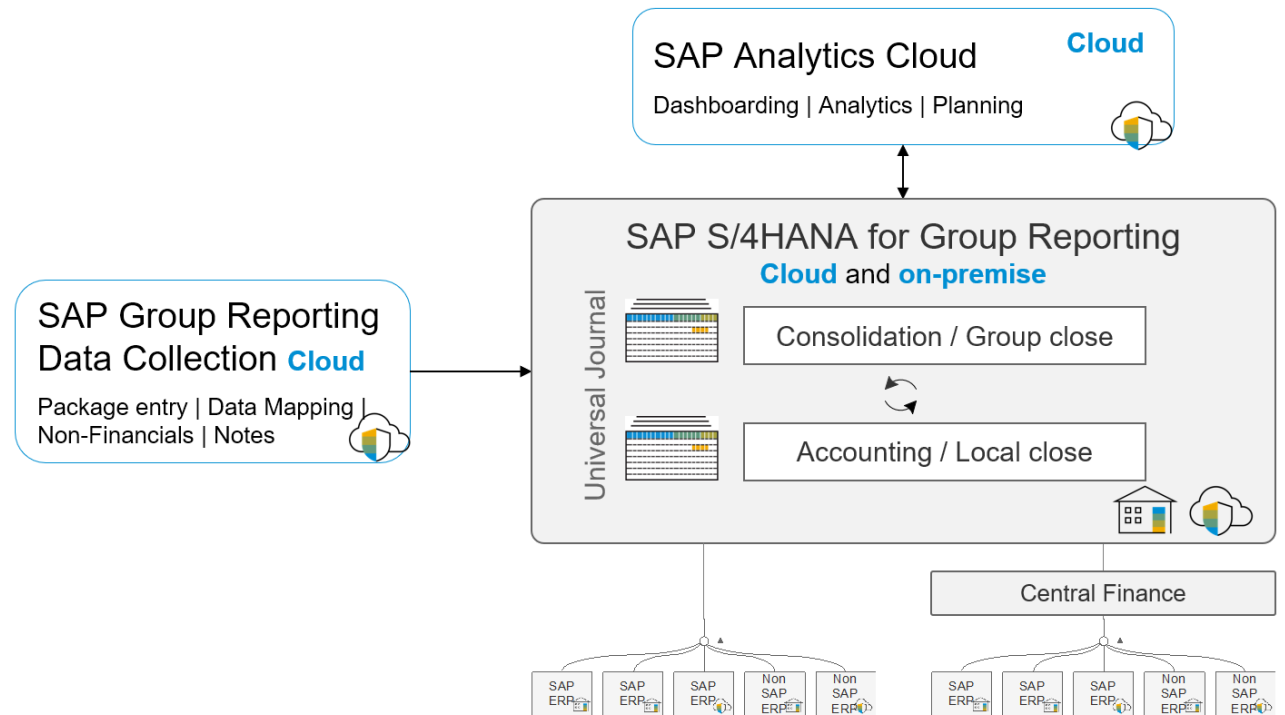 SAP Analytics Cloud
Cloud
Dashboarding | Analytics | Planning
SAP S/4HANA for Group Reporting
Cloud and on-premise
Universal Journal
Consolidation / Group close
Accounting / Local close
SAP Group Reporting
Data Collection Cloud
Package entry | Data Mapping |
Non-Financials | Notes
Central Finance
SAP
ERP
SAP
ERP
SAP
ERP
Non
SAP
ERP
Non
SAP
ERP
SAP
ERP
SAP
ERP
SAP
ERP
Non
SAP
ERP
Non
SAP
ERP